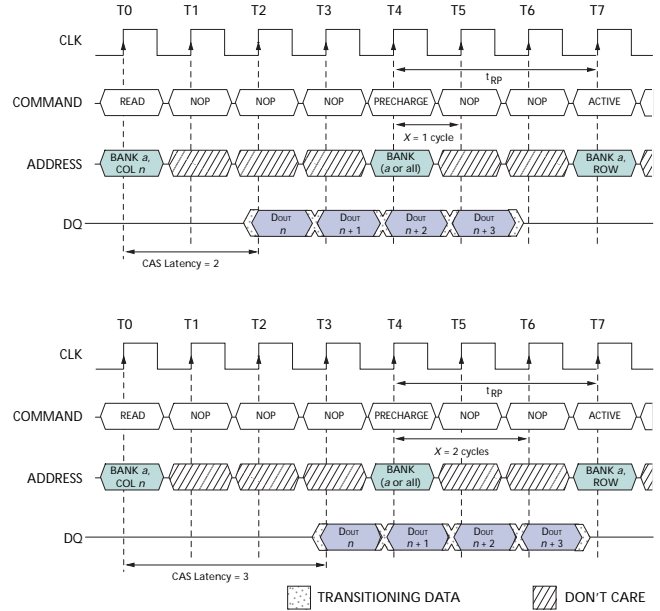 T0 T1 T2 T3 T4 T5 T6 T7
CLK
tRP
COMMAND READ NOP NOP NOP PRECHARGE NOP NOP ACTIVE
X = 1 cycle
ADDRESS BANK a, COL n BANK (a or all) BANK a, ROW
DQ DOUT n DOUT n + 1 DOUT n + 2 DOUT n + 3
CAS Latency = 2
T0 T1 T2 T3 T4 T5 T6 T7
CLK
tRP
COMMAND READ NOP NOP NOP PRECHARGE NOP NOP ACTIVE
X = 2 cycles
ADDRESS BANK a, COL n BANK (a or all) BANK a, ROW
DQ DOUT n DOUT n + 1 DOUT n + 2 DOUT n + 3
CAS Latency = 3
TRANSITIONING DATA DON'T CARE